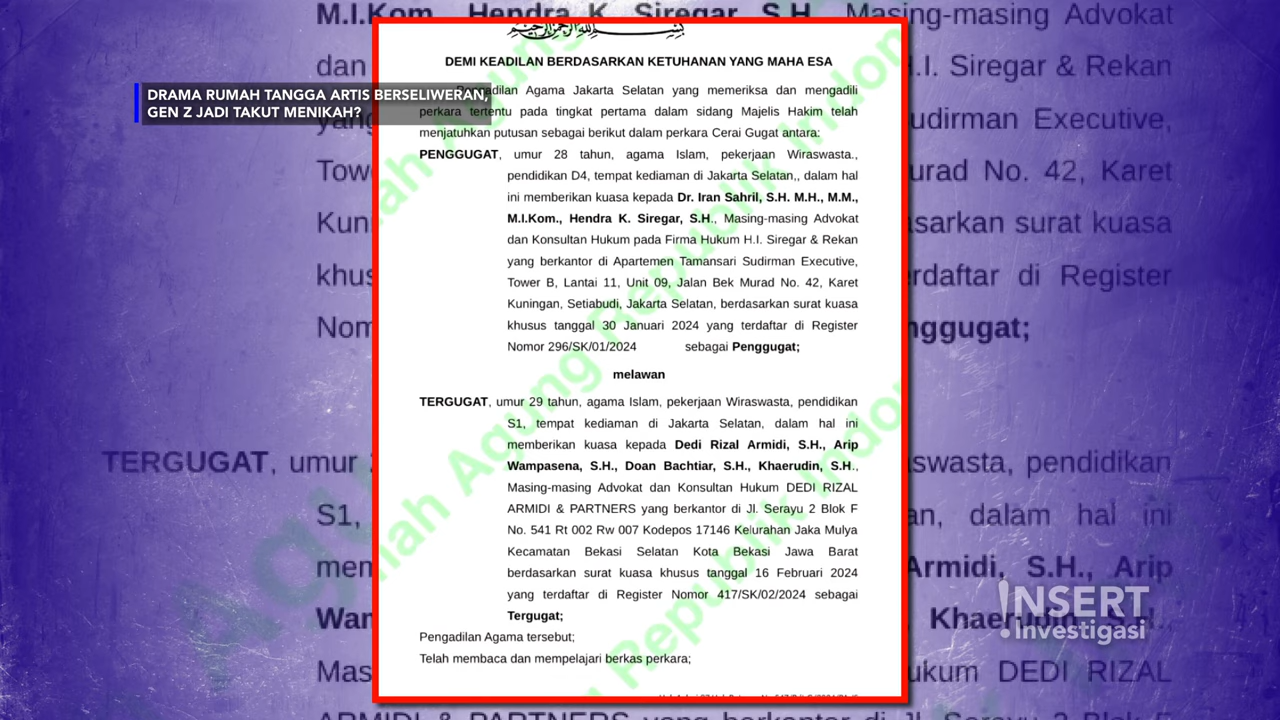 بسم الله الرحمن الرحيم
DEMI KEADILAN BERDASARKAN KETUHANAN YANG MAHA ESA
DRAMA RUMAH TANGGA ARTIS BERSELIWERAN,
GEN Z JADI TAKUT MENIKAH?
Pengadilan Agama Jakarta Selatan yang memeriksa dan mengadili
perkara tertentu pada tingkat pertama dalam sidang Majelis Hakim telah
menjatuhkan putusan sebagai berikut dalam perkara Cerai Gugat antara:
PENGGUGAT, umur 28 tahun, agama Islam, pekerjaan Wiraswasta.,
pendidikan D4, tempat kediaman di Jakarta Selatan,, dalam hal
ini memberikan kuasa kepada Dr. Iran Sahril, S.H. M.H., M.M.,
M.I.Kom., Hendra K. Siregar, S.H., Masing-masing Advokat
dan Konsultan Hukum pada Firma Hukum H.I. Siregar & Rekan
yang berkantor di Apartemen Tamansari Sudirman Executive,
Tower B, Lantai 11, Unit 09, Jalan Bek Murad No. 42, Karet
Kuningan, Setiabudi, Jakarta Selatan, berdasarkan surat kuasa
khusus tanggal 30 Januari 2024 yang terdaftar di Register
Nomor 296/SK/01/2024 sebagai Penggugat;
melawan
TERGUGAT, umur 29 tahun, agama Islam, pekerjaan Wiraswasta, pendidikan
S1, tempat kediaman di Jakarta Selatan, dalam hal ini
memberikan kuasa kepada Dedi Rizal Armidi, S.H., Arip
Wampasena, S.H., Doan Bachtiar, S.H., Khaerudin, S.H.,
Masing-masing Advokat dan Konsultan Hukum DEDI RIZAL
ARMIDI & PARTNERS yang berkantor di Jl. Serayu 2 Blok F
No. 541 Rt 002 Rw 007 Kodepos 17146 Kelurahan Jaka Mulya
Kecamatan Bekasi Selatan Kota Bekasi Jawa Barat
berdasarkan surat kuasa khusus tanggal 16 Februari 2024
yang terdaftar di Register Nomor 417/SK/02/2024 sebagai
Tergugat;
Pengadilan Agama tersebut;
Telah membaca dan mempelajari berkas perkara;
INSERT
investigasi